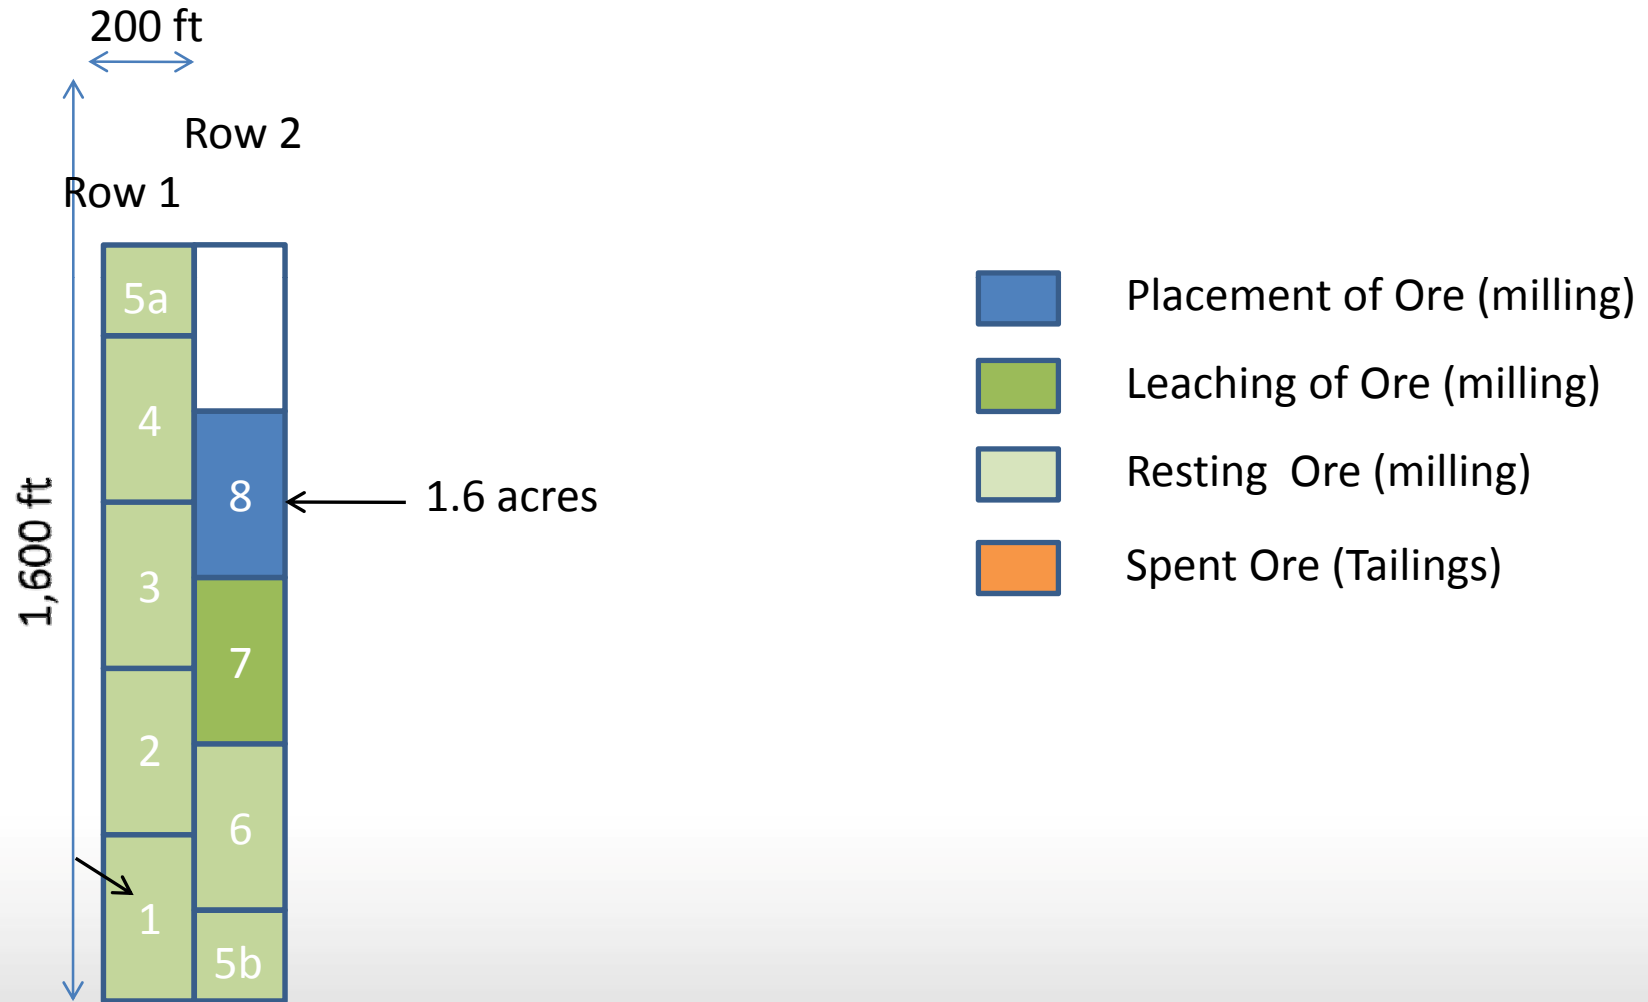 200 ft
Row 2
Row 1
5a
4
3
2
1
8
7
6
5b
1.6 acres
1,600 ft
Placement of Ore (milling)
Leaching of Ore (milling)
Resting  Ore (milling)
Spent Ore (Tailings)